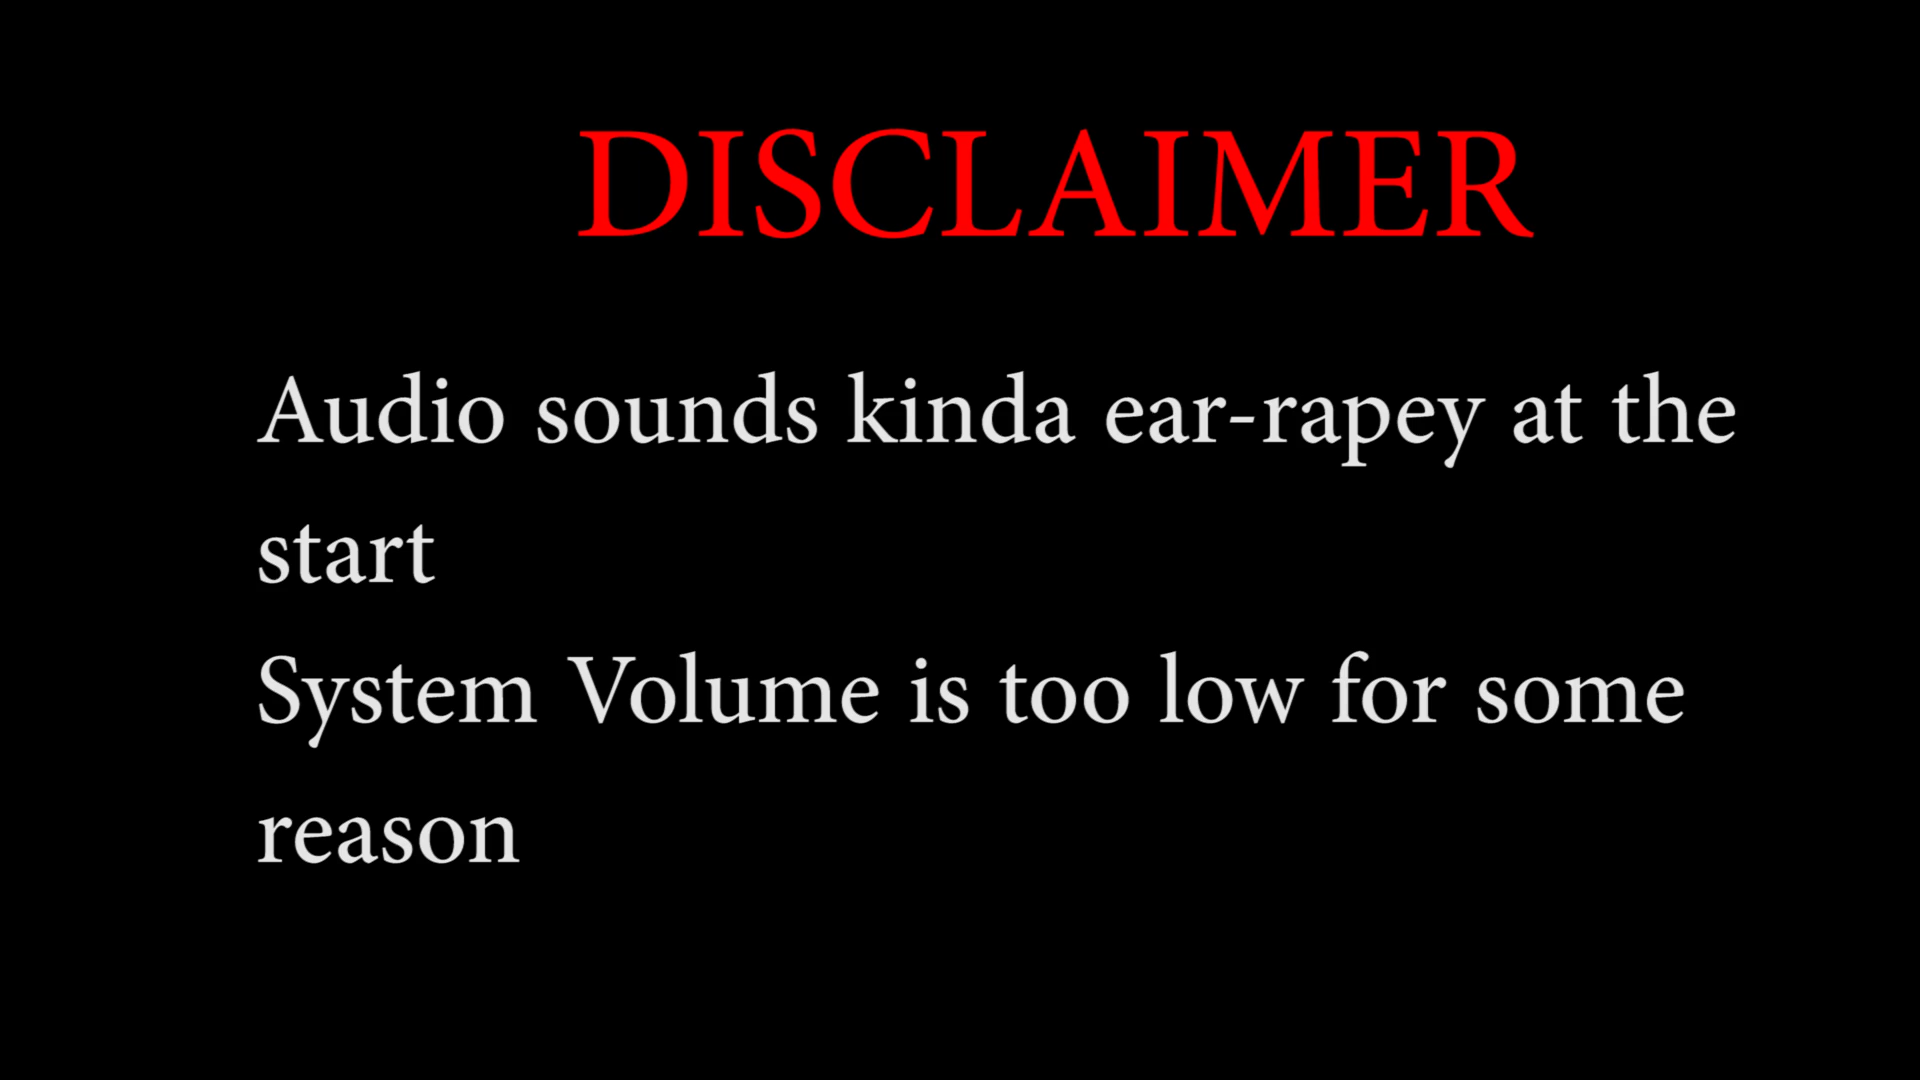 DISCLAIMER
Audio sounds kinda ear-rapey at the
start
System Volume is too low for some
reason